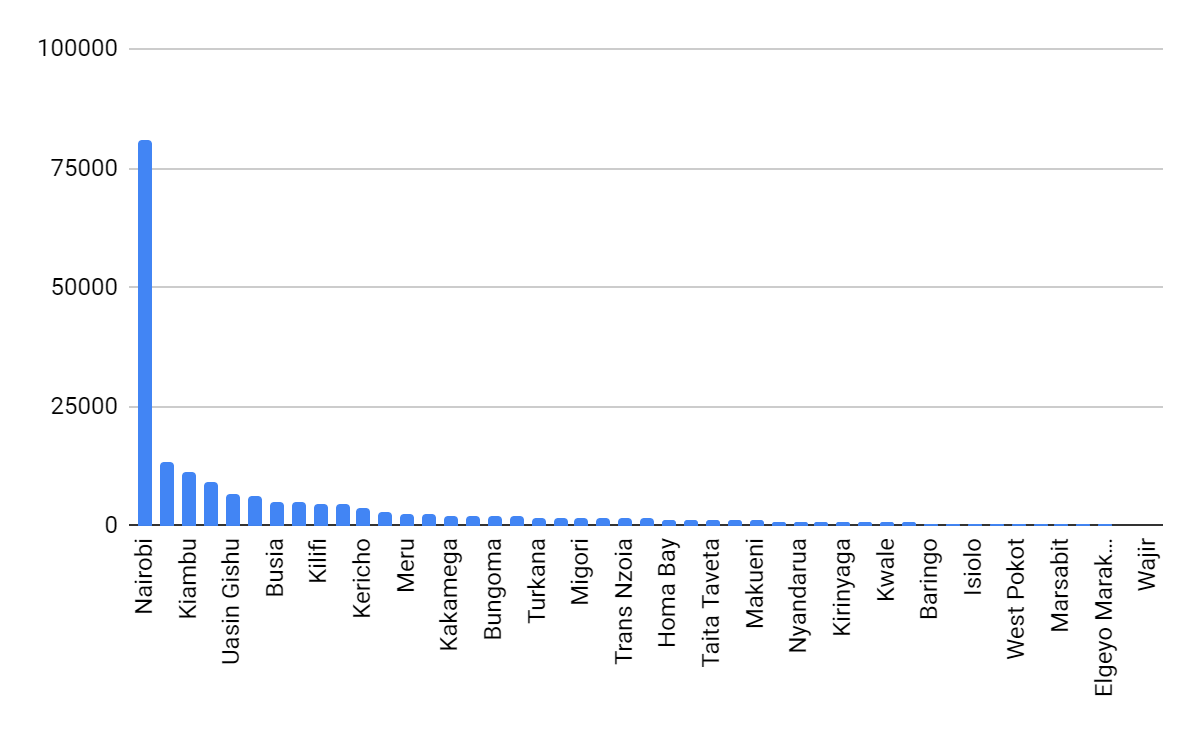 100000
75000
50000
25000
0
Nairobi
Kiambu
Uasin Gishu
Busia
Kilifi
Kericho
Meru
Kakamega
Bungoma
Turkana
Migori
Trans Nzoia
Homa Bay
Taita Taveta
Makueni
Nyandarua
Kirinyaga
Kwale
Baringo
Isiolo
West Pokot
Marsabit
Elgeyo Marak...
Wajir